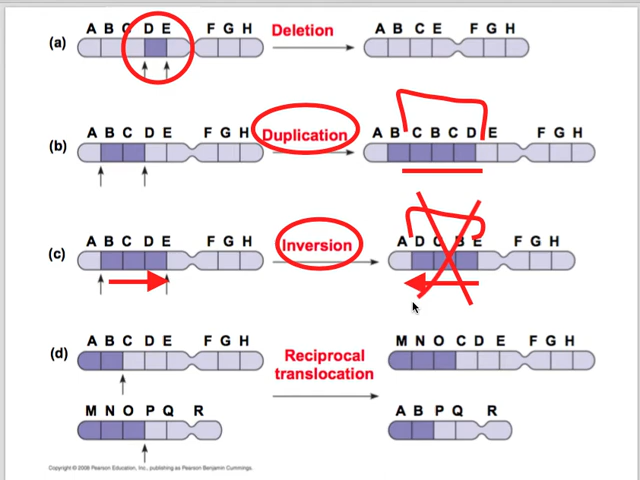 A B C D E F G H Deletion A B C E F G H
(a)
A B C D E F G H Duplication A B C B C D E F G H
(b)
A B C D E F G H Inversion A D C B E F G H
(c)
A B C D E F G H M N O C D E F G H
(d)
Reciprocal
translocation
M N O P Q R A B P Q R
Copyright © 2008 Pearson Education, Inc., publishing as Pearson Benjamin Cummings.